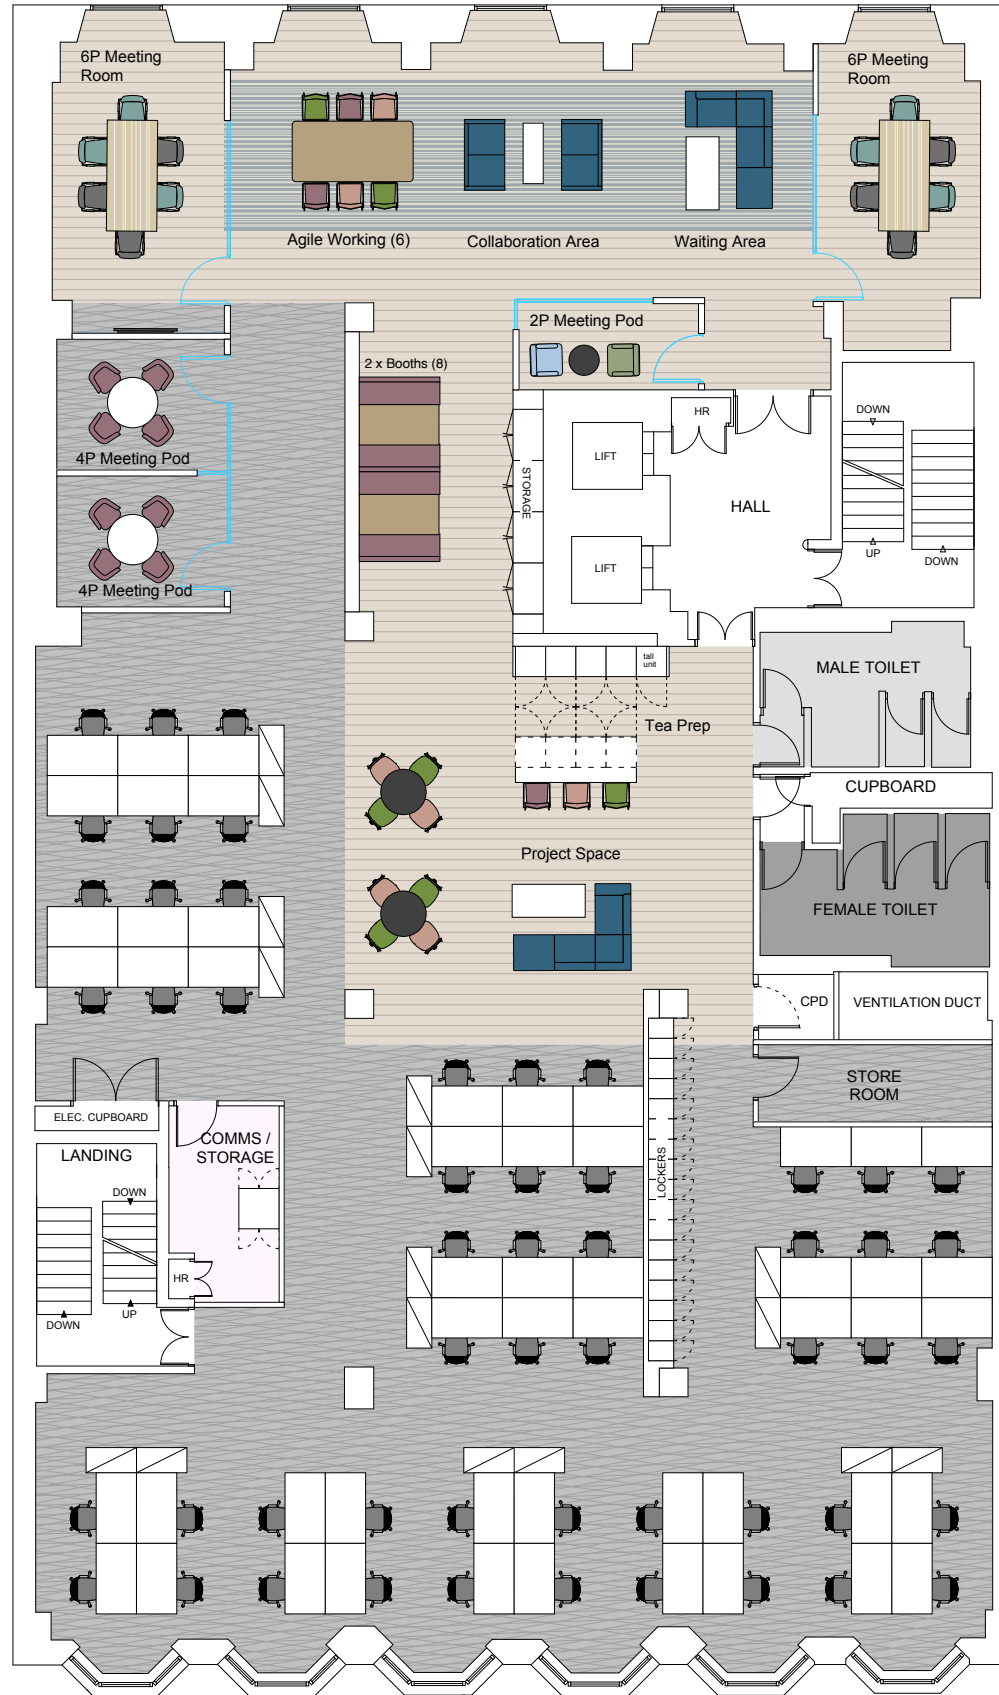 6P Meeting
Room
6P Meeting
Room
Agile Working (6)
Collaboration Area
Waiting Area
2P Meeting Pod
2 x Booths (8)
4P Meeting Pod
4P Meeting Pod
HR
LIFT
LIFT
STORAGE
HALL
DOWN
UP
DOWN
tall
unit
Tea Prep
MALE TOILET
CUPBOARD
Project Space
FEMALE TOILET
CPD
VENTILATION DUCT
STORE
ROOM
ELEC. CUPBOARD
LANDING
COMMS /
STORAGE
LOCKERS
DOWN
HR
UP
DOWN